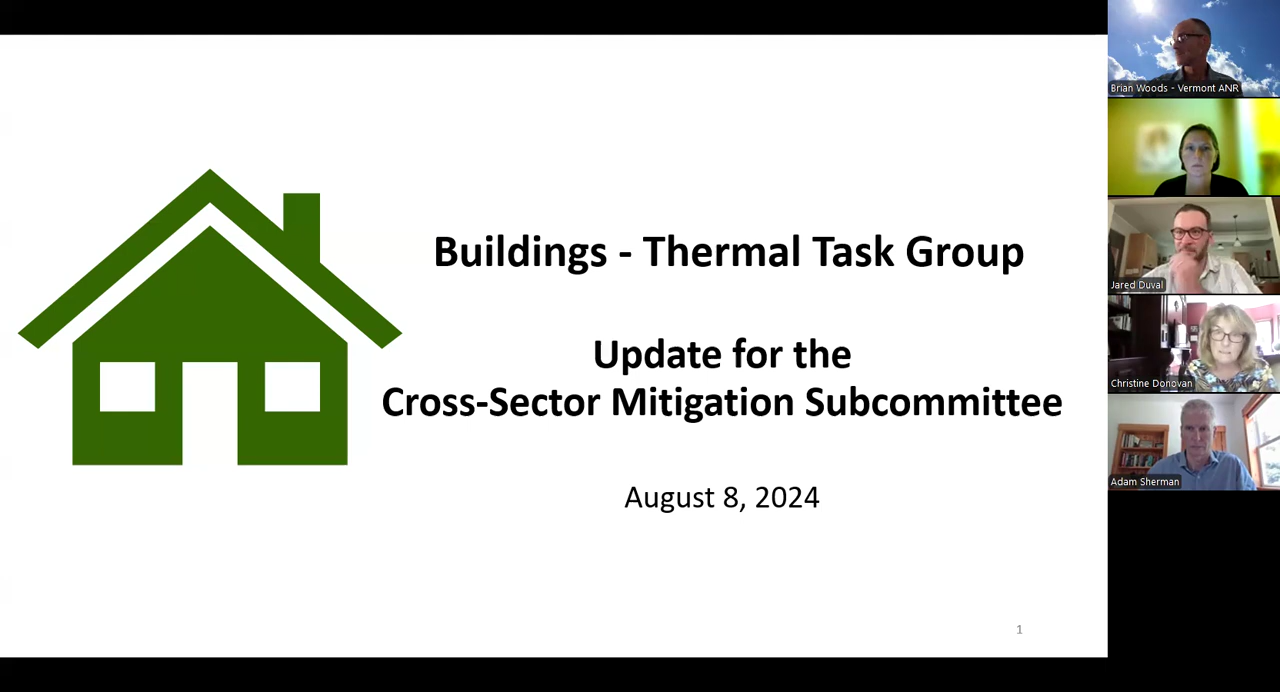 Buildings - Thermal Task Group
Update for the
Cross-Sector Mitigation Subcommittee
August 8, 2024
1
Brian Woods - Vermont ANR
Jared Duval
Christine Donovan
Adam Sherman